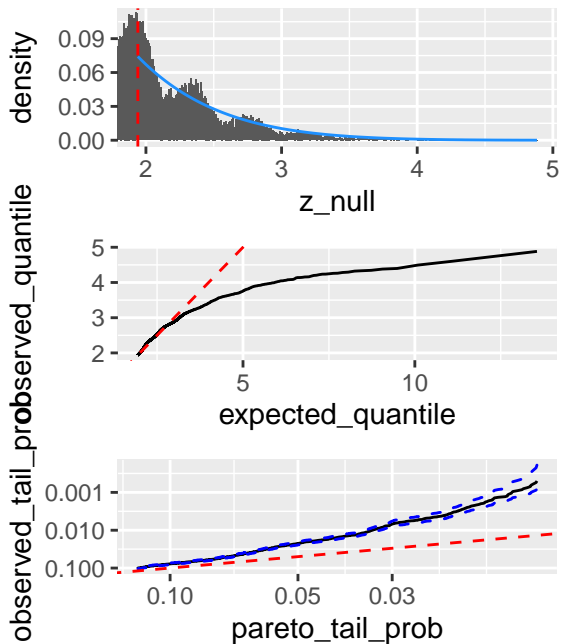 density
0.09
0.06
0.03
0.00
2 3 4 5
z_null
observed_quantile
5
4
3
2
5 10
expected_quantile
observed_tail_prob
0.001
0.010
0.100
0.10 0.05 0.03
pareto_tail_prob